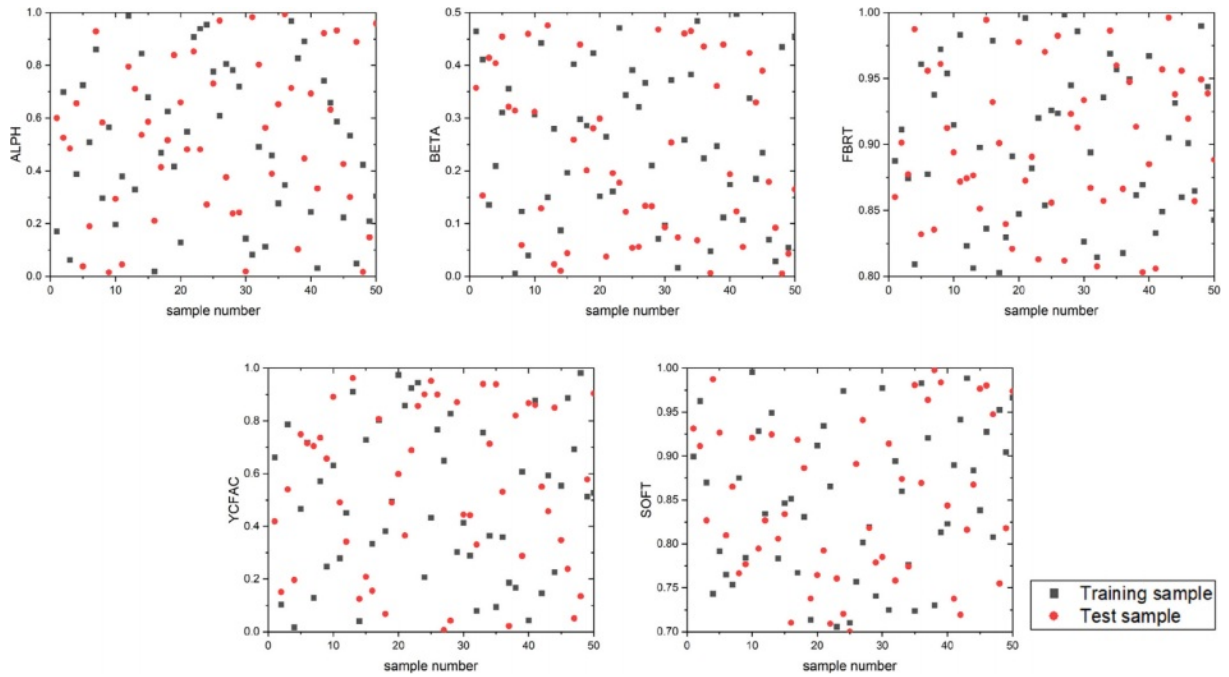 1.0
0.8
0.6
0.4
0.2
0.0
ALPH
0 10 20 30 40 50
sample number
0.5
0.4
0.3
0.2
0.1
0.0
BETA
0 10 20 30 40 50
sample number
1.00
0.95
0.90
0.85
0.80
FBRT
0 10 20 30 40 50
sample number
1.0
0.8
0.6
0.4
0.2
0.0
YCFAC
0 10 20 30 40 50
sample number
1.00
0.95
0.90
0.85
0.80
0.75
0.70
SOFT
0 10 20 30 40 50
sample number
Training sample
Test sample